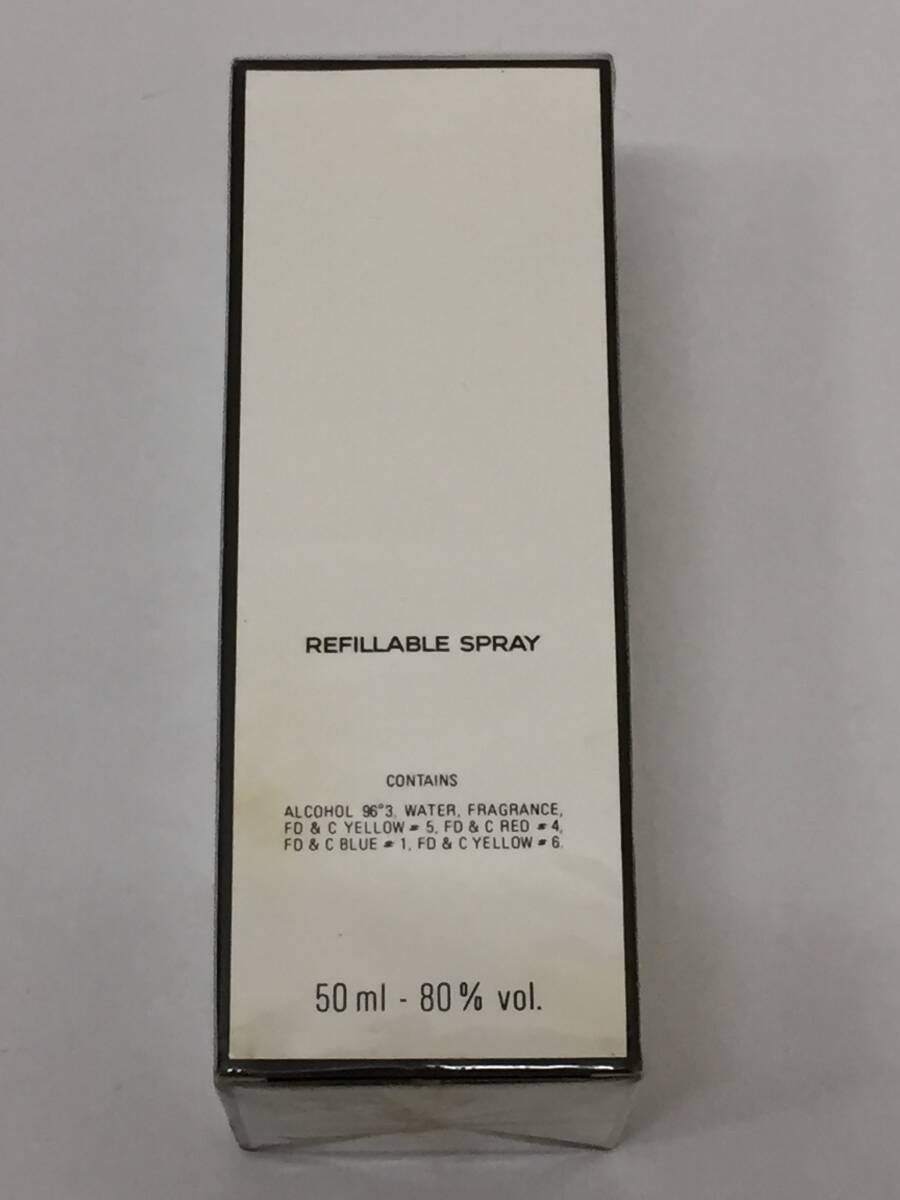 REFILLABLE SPRAY
CONTAINS
ALCOHOL 96°3, WATER, FRAGRANCE,
FD & C YELLOW # 5, FD & C RED # 4,
FD & C BLUE # 1, FD & C YELLOW # 6.
50 ml - 80 % vol.